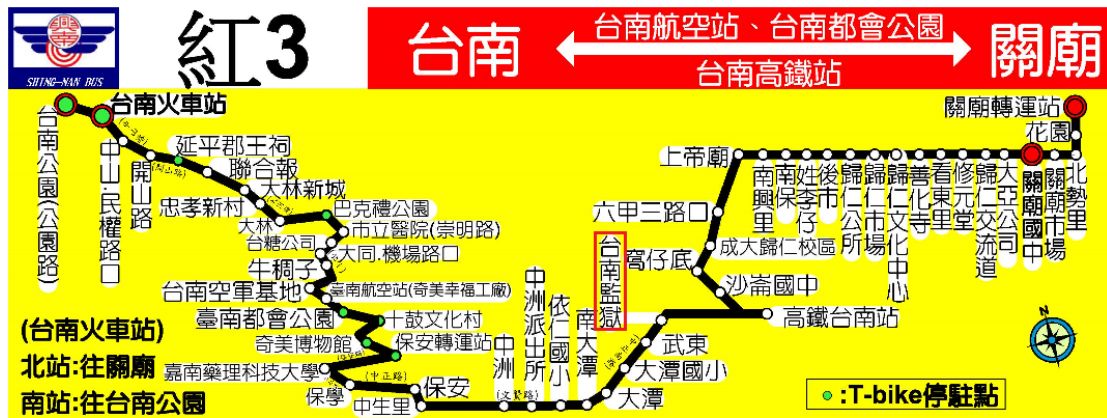 SHING-NAN BUS
紅3
台南
台南航空站、台南都會公園
台南高鐵站
關廟
台南公園(公園路)
台南火車站
中山·民權路口
開山路
延平郡王祠
聯合報
忠孝新村
大林新城
大林
巴克禮公園
市立醫院(崇明路)
台糖公司
大同.機場路口
牛稠子
台南空軍基地
臺南航空站(奇美幸福工廠)
臺南都會公園
十鼓文化村
奇美博物館
保安轉運站
嘉南藥理科技大學
保學
中正路
中生里
保安
中洲
(文賢路)
中洲派出所
依仁國小
南大潭
台南監獄
大潭
大潭國小
武東
高鐵台南站
沙崙國中
窩仔底
成大歸仁校區
六甲三路口
上帝廟
南興里
南保
姓李仔
後市
歸仁公所
歸仁市場
歸仁文化中心
善化寺
看東里
修元堂
歸仁交流道
大亞公司
關廟國中
關廟市場
北勢里
花園
關廟轉運站
(台南火車站)
北站:往關廟
南站:往台南公園
:T-bike停駐點